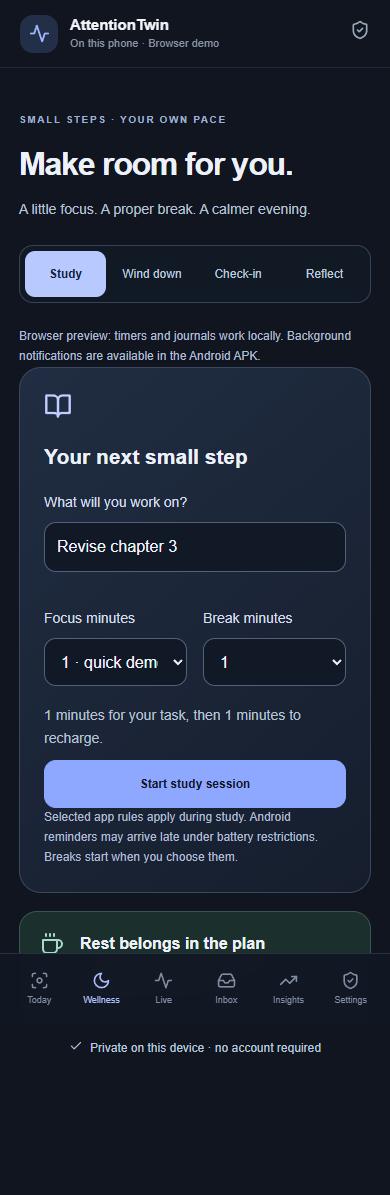 AttentionTwin
On this phone · Browser demo
SMALL STEPS · YOUR OWN PACE
Make room for you.
A little focus. A proper break. A calmer evening.
Study
Wind down
Check-in
Reflect
Browser preview: timers and journals work locally. Background
notifications are available in the Android APK.
Your next small step
What will you work on?
Revise chapter 3
Focus minutes
Break minutes
1 · quick dem
1
1 minutes for your task, then 1 minutes to
recharge.
Start study session
Selected app rules apply during study. Android
reminders may arrive late under battery restrictions.
Breaks start when you choose them.
Rest belongs in the plan
Today
Wellness
Live
Inbox
Insights
Settings
Private on this device · no account required